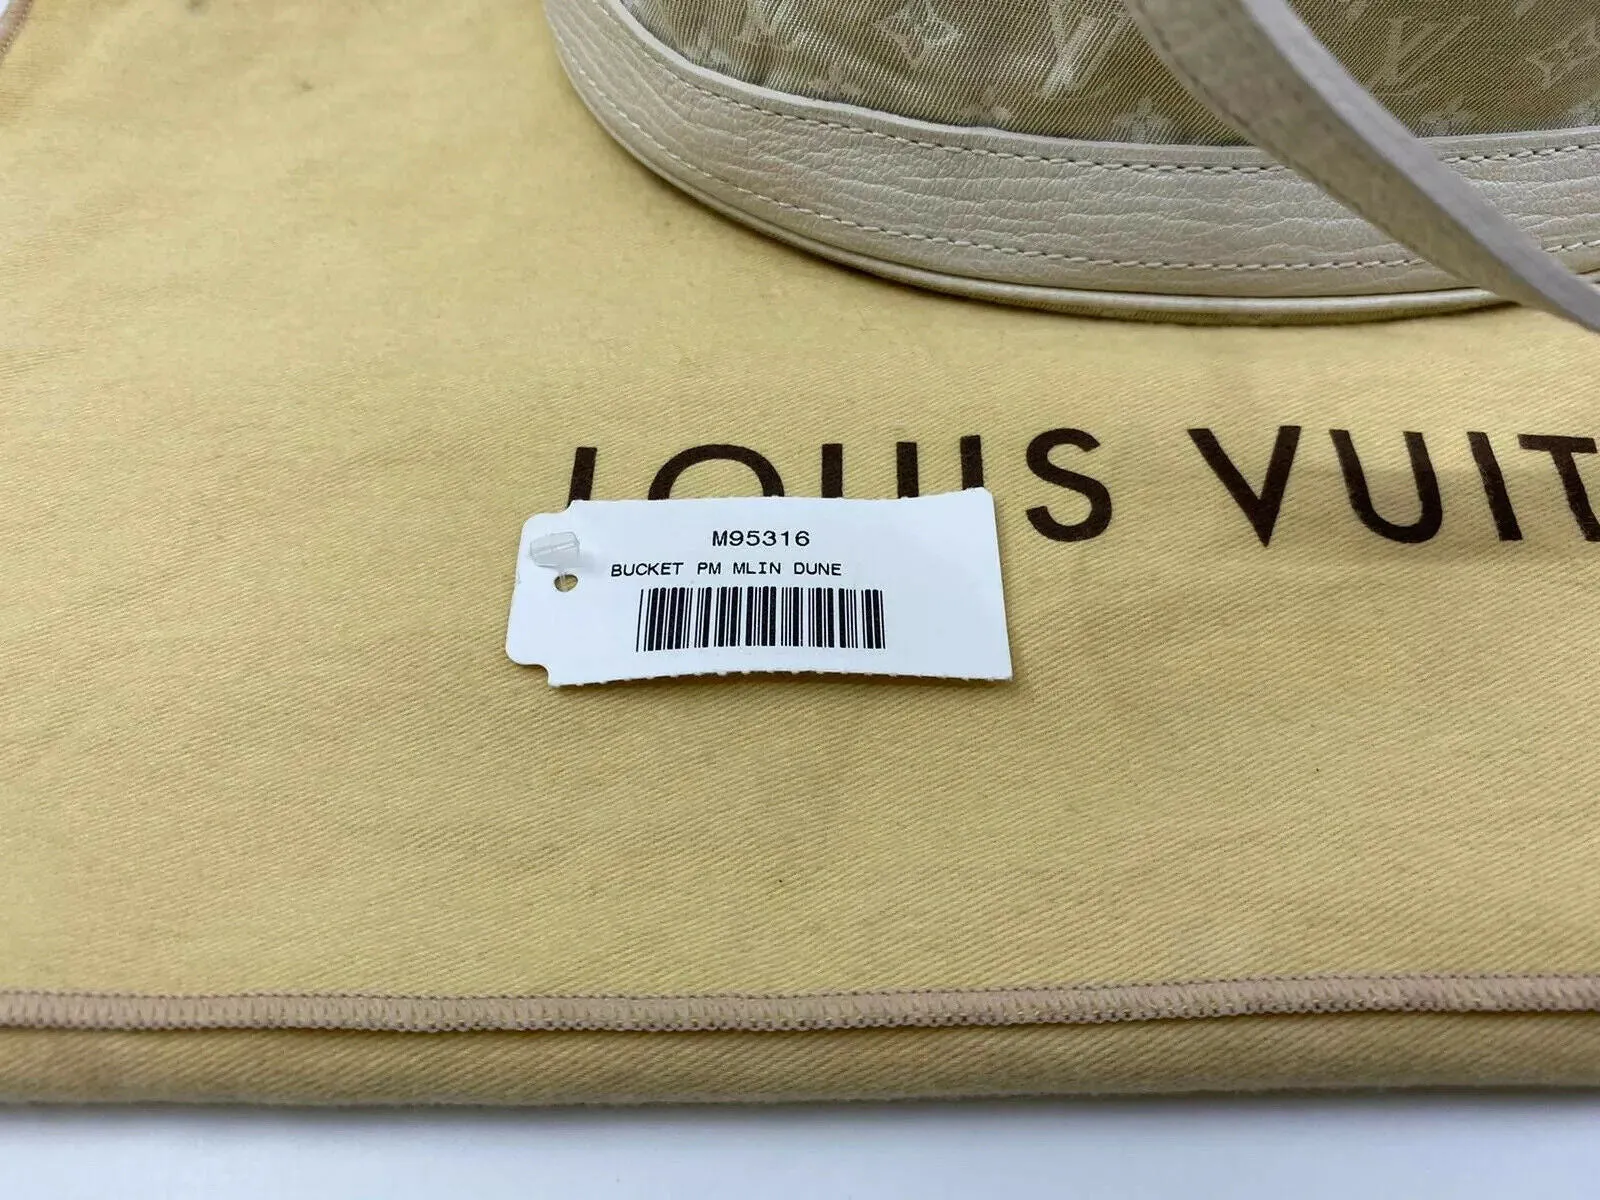 LOUIS VUIT
M95316
BUCKET PM MLIN DUNE